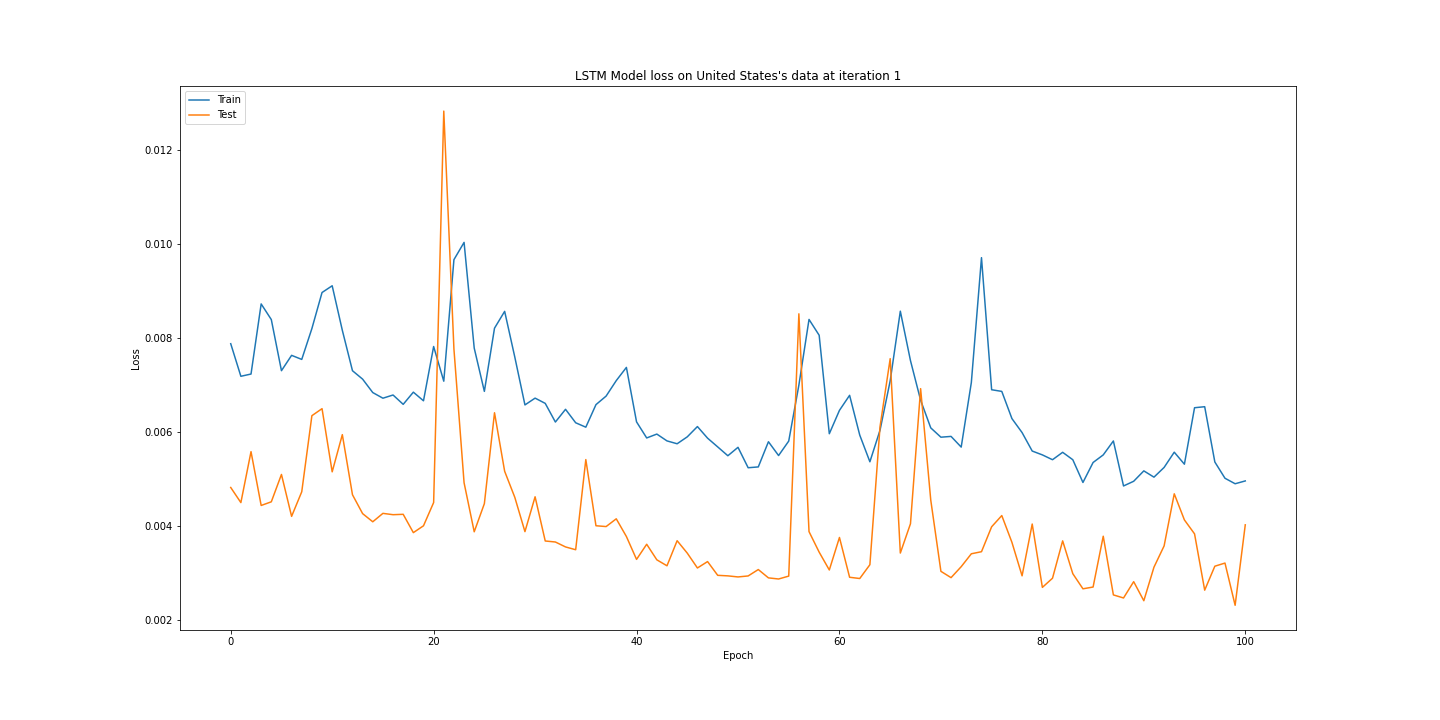 LSTM Model loss on United States's data at iteration 1
Train
Test
0.012
0.010
0.008
0.006
0.004
0.002
Loss
0 20 40 60 80 100
Epoch